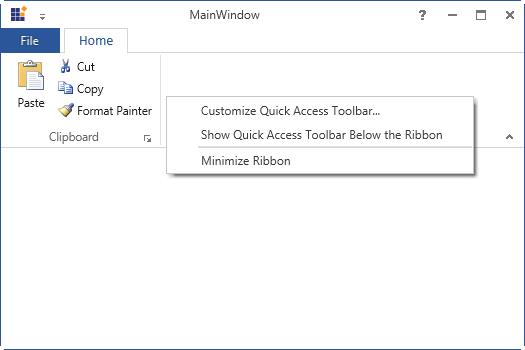 MainWindow
?
File
Home
Paste
Cut
Copy
Format Painter
Clipboard
Customize Quick Access Toolbar...
Show Quick Access Toolbar Below the Ribbon
Minimize Ribbon